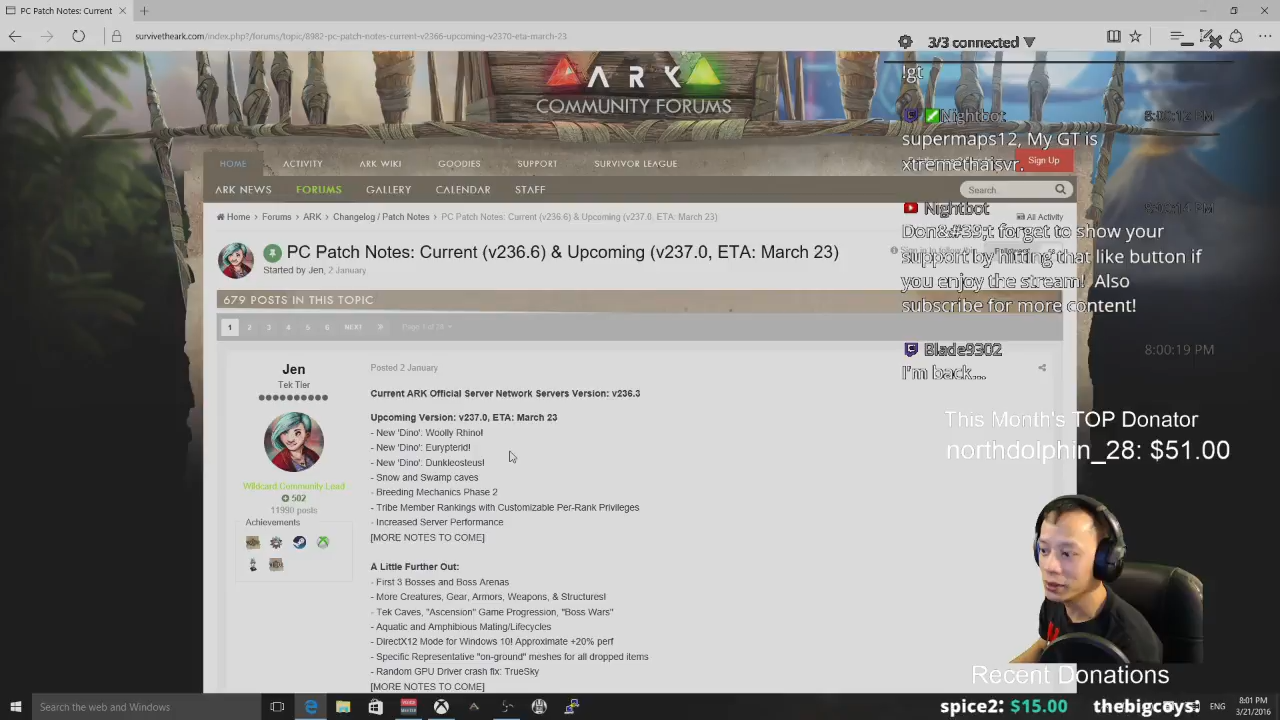 PC Patch Notes: Current
survivetheark.com/index.php?/forums/topic/8982-pc-patch-notes-current-v2366-upcoming-v2370-eta-march-23
3/3 connected
ARK
COMMUNITY FORUMS
!gt
Nightbot
supermaps12, My GT is
xtremethaisvr.
Sign Up
HOME ACTIVITY ARK WIKI GOODIES SUPPORT SURVIVOR LEAGUE
ARK NEWS FORUMS GALLERY CALENDAR STAFF
Search...
Home Forums ARK Changelog / Patch Notes PC Patch Notes: Current (v236.6) & Upcoming (v237.0, ETA: March 23)
All Activity
Nightbot
Don&#39;t forget to show your
support by hitting that like button if
you enjoy the stream! Also
subscribe for more content!
PC Patch Notes: Current (v236.6) & Upcoming (v237.0, ETA: March 23)
Started by Jen, 2 January
Sign in to follow this
679 POSTS IN THIS TOPIC
1 2 3 4 5 6 NEXT »
Blade9302
8:00:19 PM
I'm back...
Jen
Tek Tier
Wildcard Community Lead
502
11990 posts
Achievements
Posted 2 January
Current ARK Official Server Network Servers Version: v236.3
Upcoming Version: v237.0, ETA: March 23
- New 'Dino': Woolly Rhino!
- New 'Dino': Eurypterid!
- New 'Dino': Dunkleosteus!
- Snow and Swamp caves
- Breeding Mechanics Phase 2
- Tribe Member Rankings with Customizable Per-Rank Privileges
- Increased Server Performance
[MORE NOTES TO COME]
A Little Further Out:
- First 3 Bosses and Boss Arenas
- More Creatures, Gear, Armors, Weapons, & Structures!
- Tek Caves, "Ascension" Game Progression, "Boss Wars"
- Aquatic and Amphibious Mating/Lifecycles
- DirectX12 Mode for Windows 10! Approximate +20% perf
- Specific Representative "on-ground" meshes for all dropped items
- Random GPU Driver crash fix: TrueSky
[MORE NOTES TO COME]
This Month's TOP Donator
northdolphin_28: $51.00
Recent Donations
spice2: $15.00 thebigcoys
Search the web and Windows
8:01 PM
3/21/2016